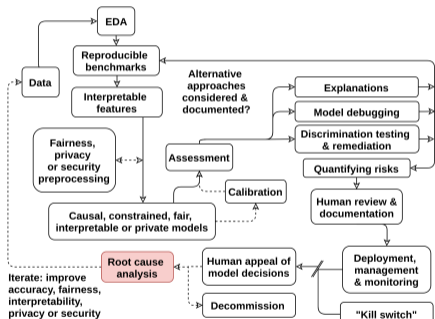 EDA
Reproducible
benchmarks
Data
Interpretable
features
Alternative
approaches
considered &
documented?
Explanations
Model debugging
Discrimination testing
& remediation
Quantifying risks
Fairness,
privacy
or security
preprocessing
Assessment
Calibration
Causal, constrained, fair,
interpretable or private models
Human review &
documentation
Root cause
analysis
Human appeal of
model decisions
Deployment,
management
& monitoring
Iterate: improve
accuracy, fairness,
interpretability,
privacy or security
Decommission
"Kill switch"